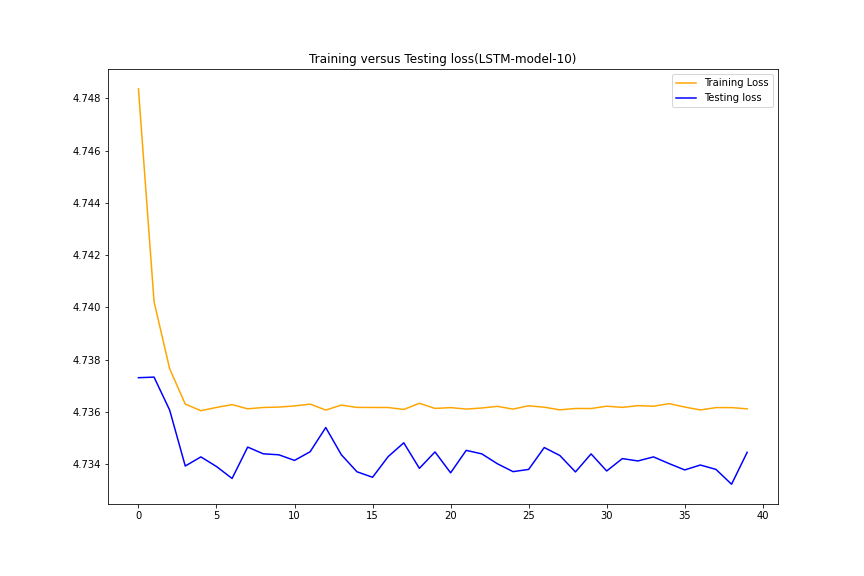 Training versus Testing loss(LSTM-model-10)
Training Loss
Testing loss
4.748
4.746
4.744
4.742
4.740
4.738
4.736
4.734
0 5 10 15 20 25 30 35 40